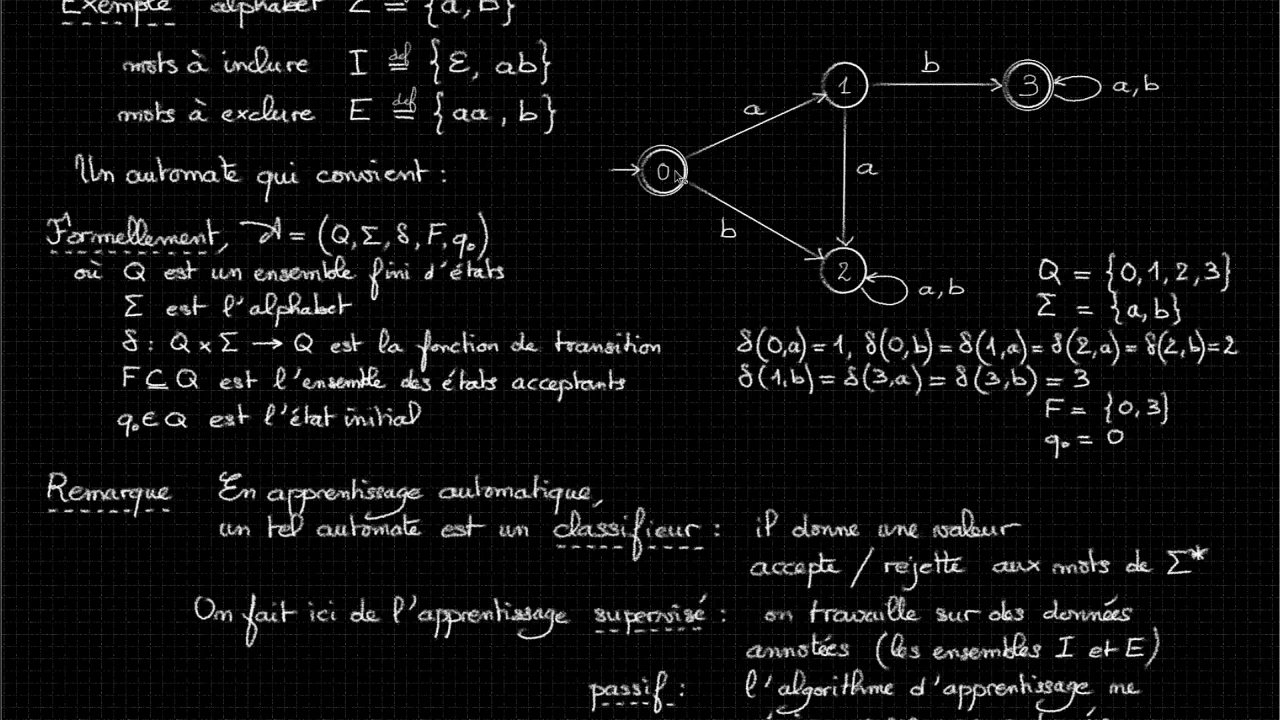 Exemple alphabet Σ = {a, b}
mots à inclure I ≝ {ε, ab}
mots à exclure E ≝ {aa, b}
Un automate qui convient :
0 1 2 3
a b a b a,b a,b
Formellement, A = (Q, Σ, δ, F, q₀)
où Q est un ensemble fini d'états
Σ est l'alphabet
δ : Q × Σ → Q est la fonction de transition
F ⊆ Q est l'ensemble des états acceptants
q₀ ∈ Q est l'état initial
Q = {0, 1, 2, 3}
Σ = {a, b}
δ(0,a) = 1, δ(0,b) = δ(1,a) = δ(2,a) = δ(2,b) = 2
δ(1,b) = δ(3,a) = δ(3,b) = 3
F = {0, 3}
q₀ = 0
Remarque En apprentissage automatique,
un tel automate est un classifieur : il donne une valeur
accepte / rejette aux mots de Σ*
On fait ici de l'apprentissage supervisé : on travaille sur des données
annotées (les ensembles I et E)
passif : l'algorithme d'apprentissage ne